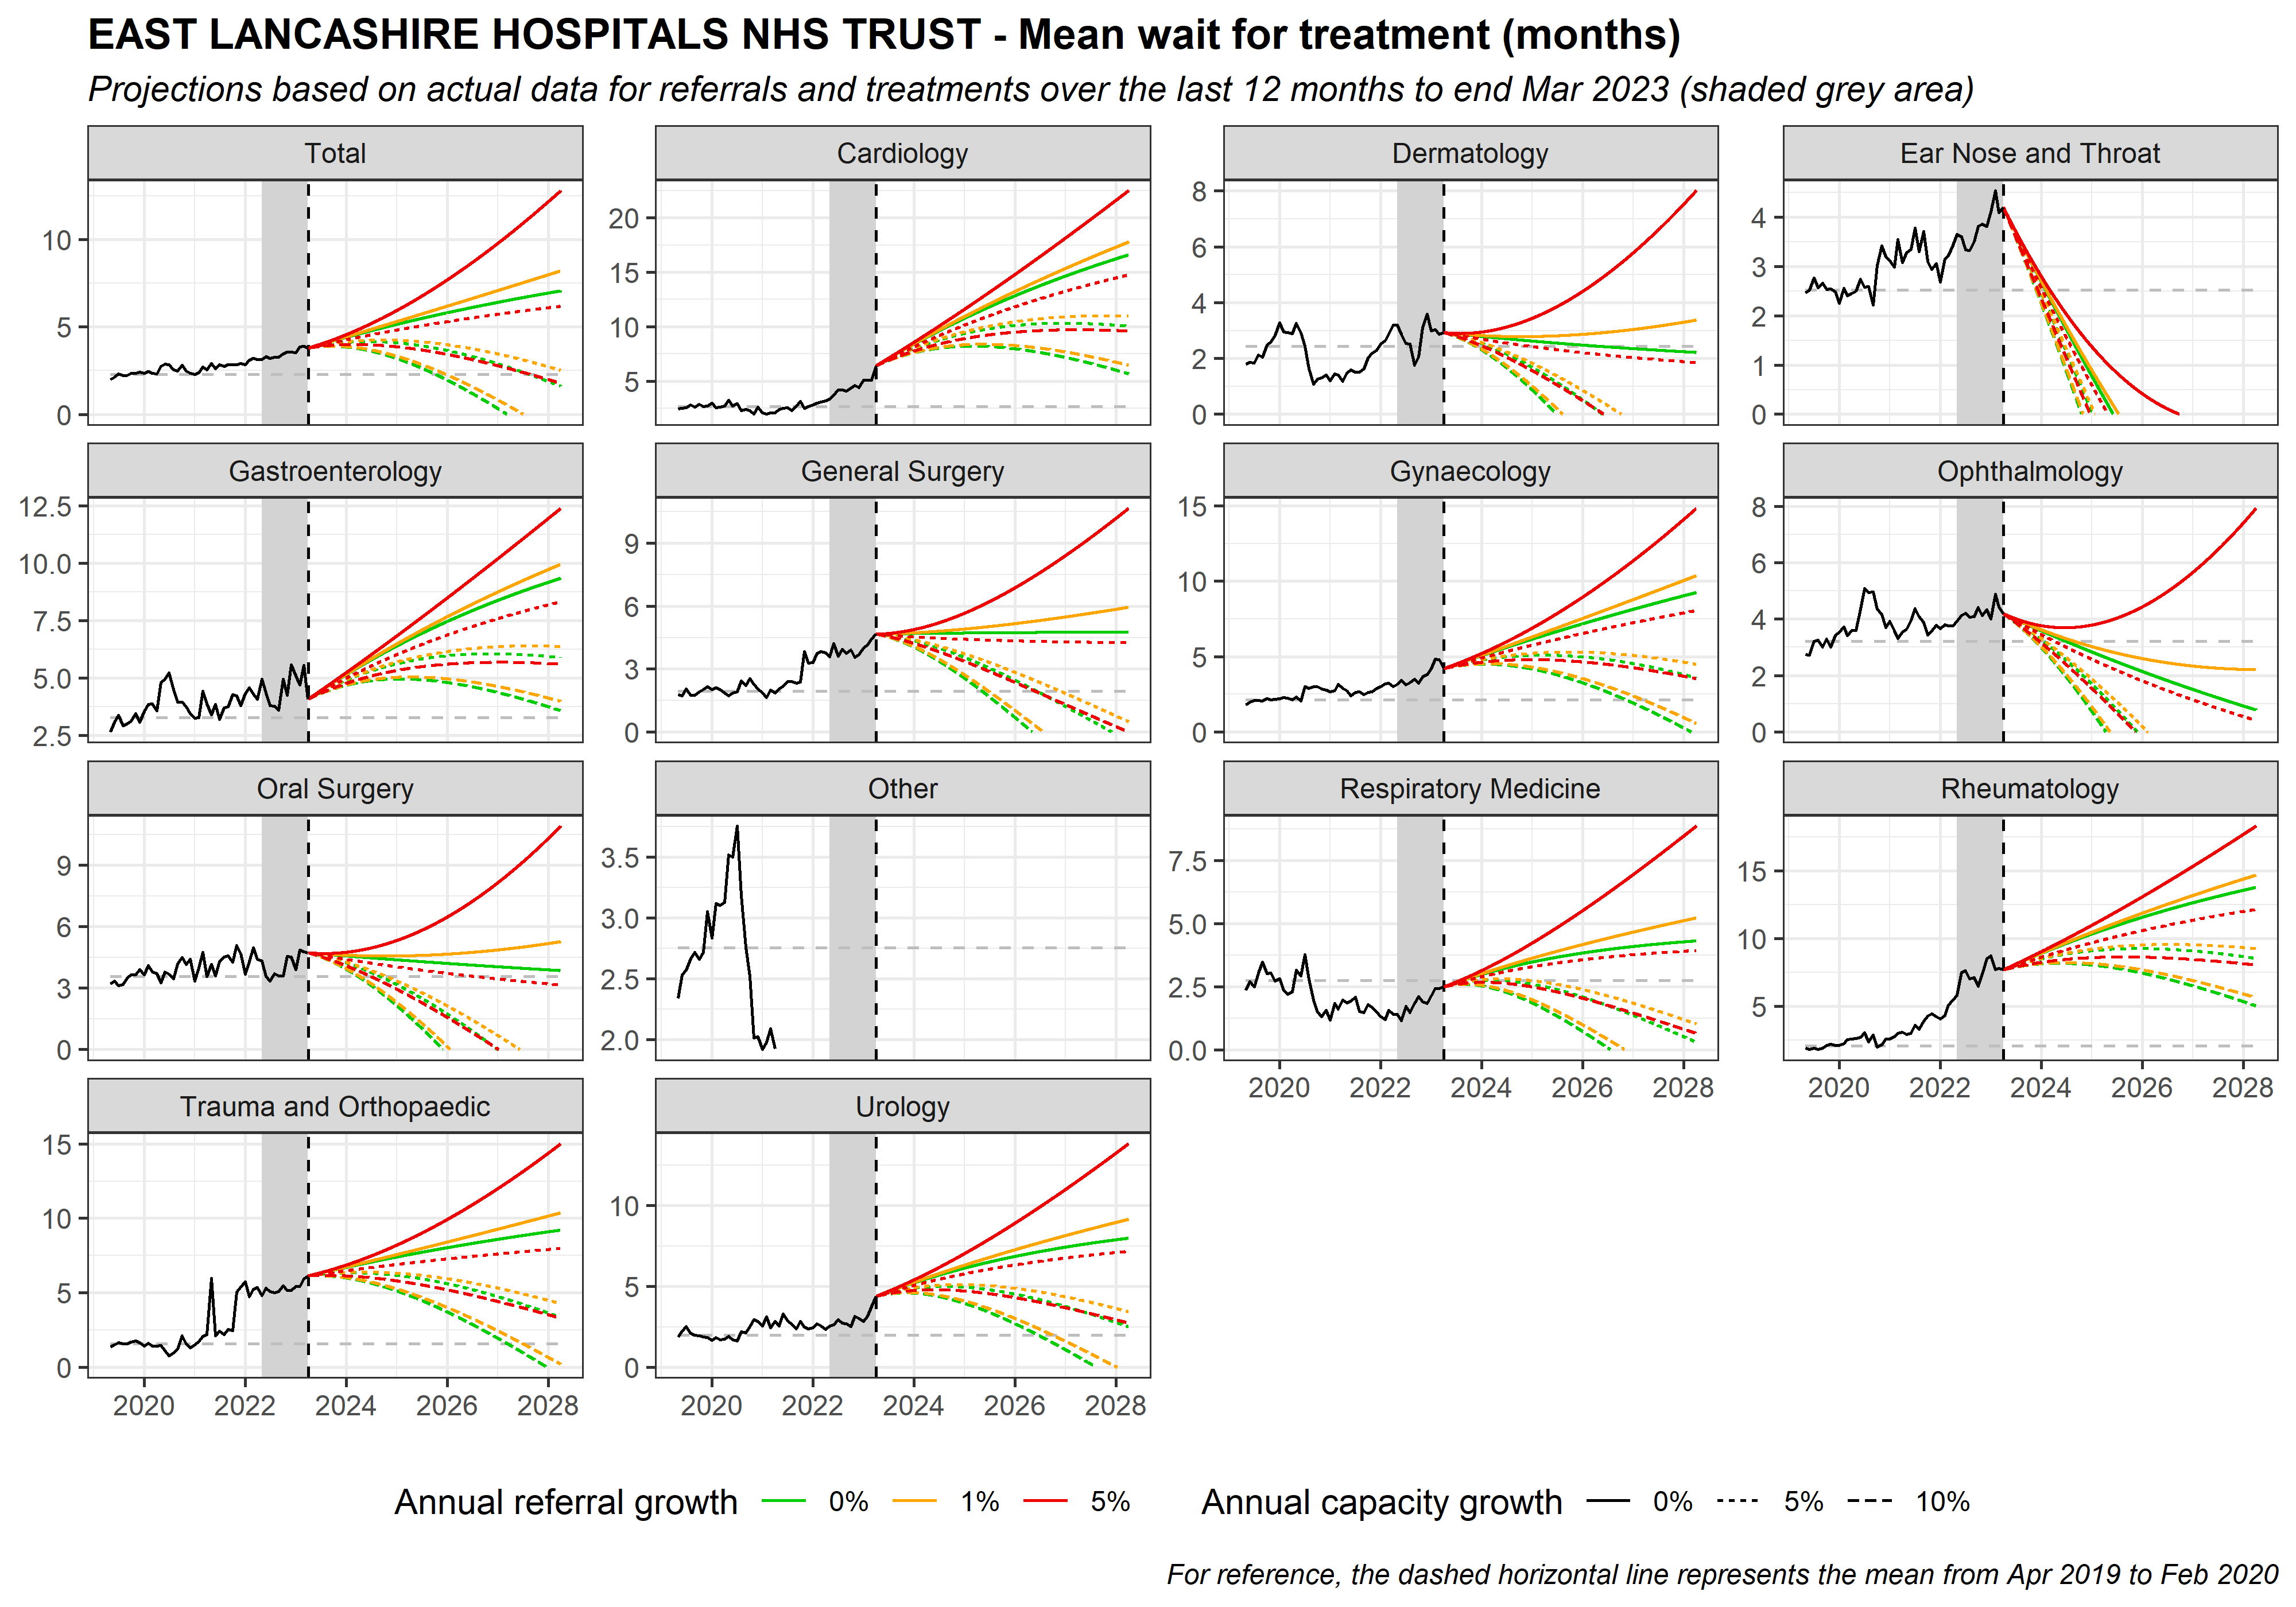 EAST LANCASHIRE HOSPITALS NHS TRUST - Mean wait for treatment (months)
Projections based on actual data for referrals and treatments over the last 12 months to end Mar 2023 (shaded grey area)
Total
Cardiology
Dermatology
Ear Nose and Throat
10
5
0
20
15
10
5
8
6
4
2
0
4
3
2
1
0
Gastroenterology
General Surgery
Gynaecology
Ophthalmology
12.5
10.0
7.5
5.0
2.5
9
6
3
0
15
10
5
0
8
6
4
2
0
Oral Surgery
Other
Respiratory Medicine
Rheumatology
9
6
3
0
3.5
3.0
2.5
2.0
7.5
5.0
2.5
0.0
15
10
5
2020 2022 2024 2026 2028
2020 2022 2024 2026 2028
Trauma and Orthopaedic
Urology
15
10
5
0
10
5
0
2020 2022 2024 2026 2028
2020 2022 2024 2026 2028
Annual referral growth 0% 1% 5%
Annual capacity growth 0% 5% 10%
For reference, the dashed horizontal line represents the mean from Apr 2019 to Feb 2020